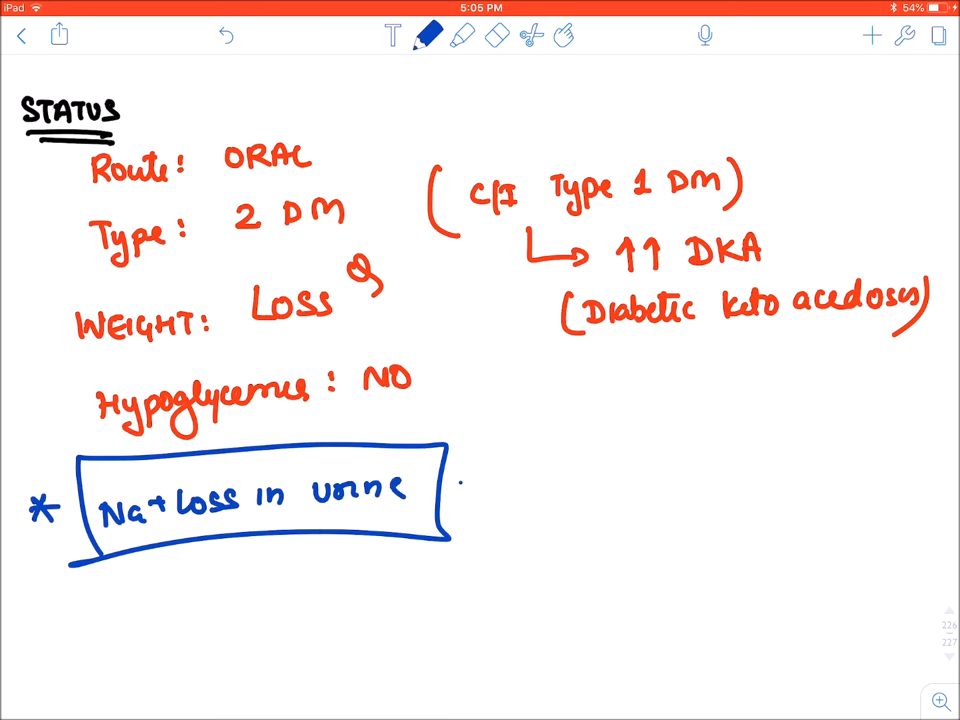 iPad 5:05 PM 54%
T
STATUS
Route: ORAL
Type: 2 DM (C/I Type 1 DM)
↳ ↑↑ DKA
(Diabetic keto acedosis)
WEIGHT: Loss
Hypoglycemia: NO
* Na+ Loss in urine
226
227